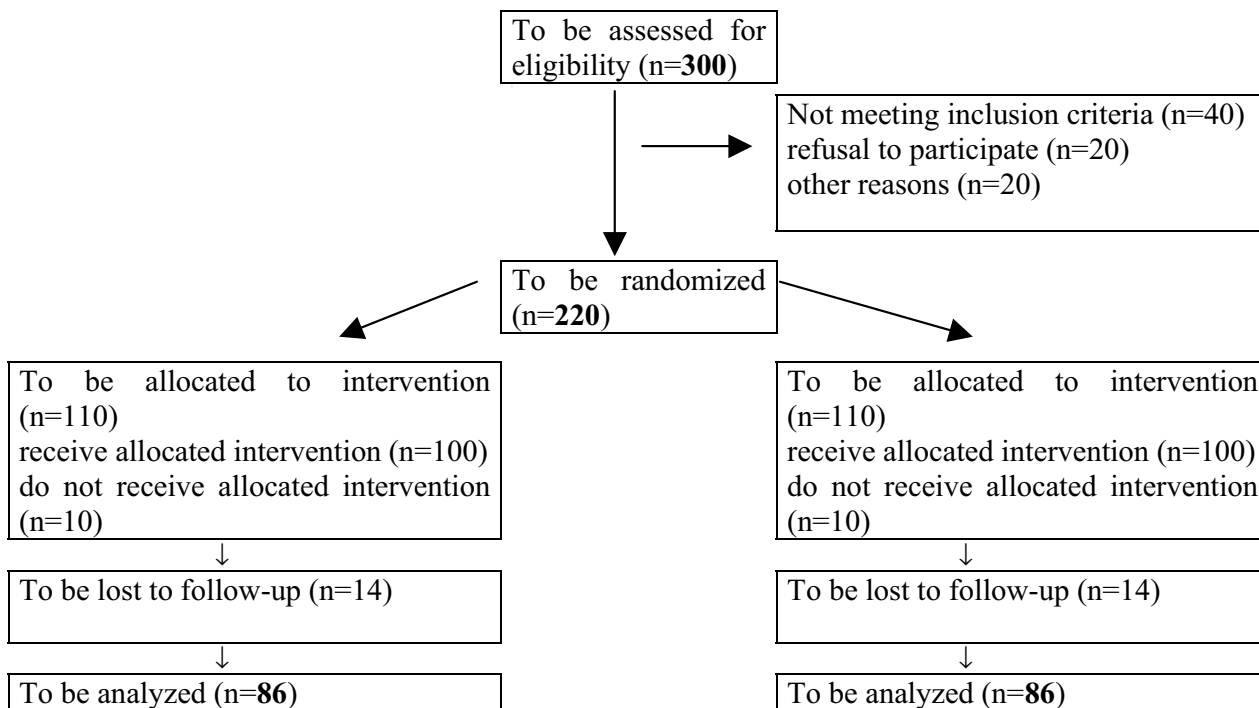 To be assessed for
eligibility (n=300)
Not meeting inclusion criteria (n=40)
refusal to participate (n=20)
other reasons (n=20)
To be randomized
(n=220)
To be allocated to intervention
(n=110)
receive allocated intervention (n=100)
do not receive allocated intervention
(n=10)
↓
To be lost to follow-up (n=14)
↓
To be analyzed (n=86)
To be allocated to intervention
(n=110)
receive allocated intervention (n=100)
do not receive allocated intervention
(n=10)
↓
To be lost to follow-up (n=14)
↓
To be analyzed (n=86)